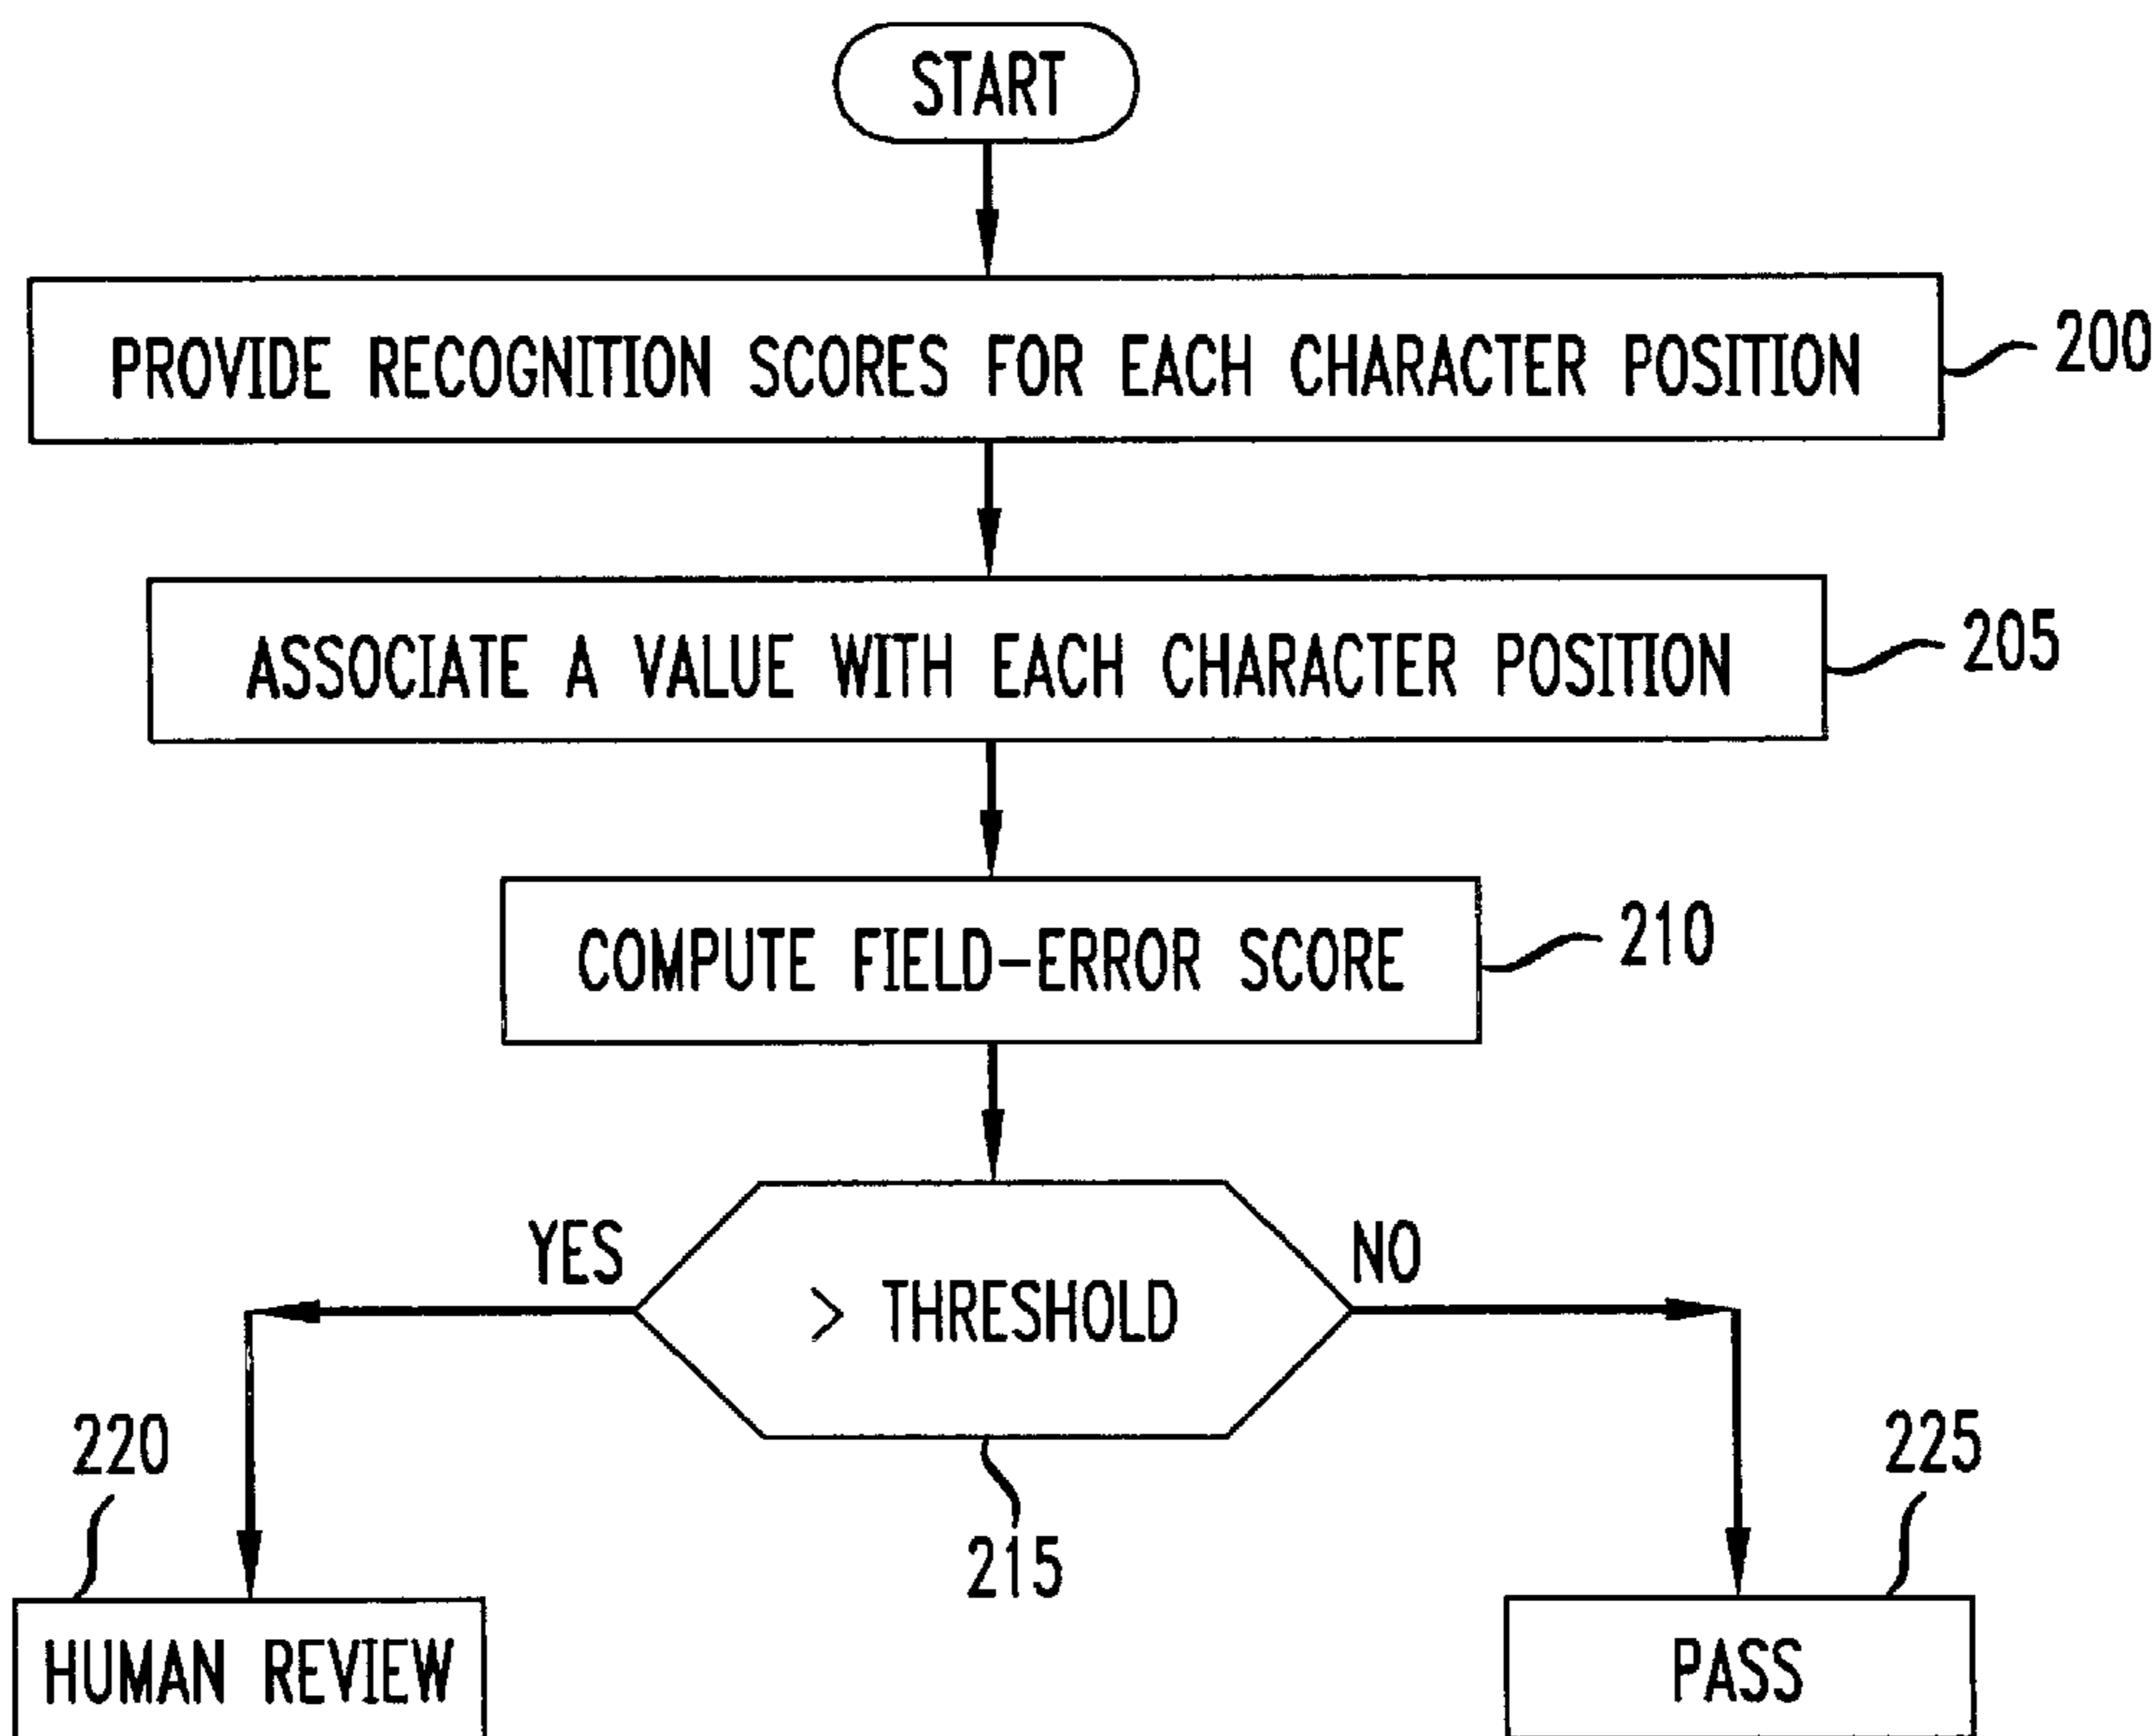 START
PROVIDE RECOGNITION SCORES FOR EACH CHARACTER POSITION
200
ASSOCIATE A VALUE WITH EACH CHARACTER POSITION
205
COMPUTE FIELD-ERROR SCORE
210
YES
NO
> THRESHOLD
220
225
215
HUMAN REVIEW
PASS